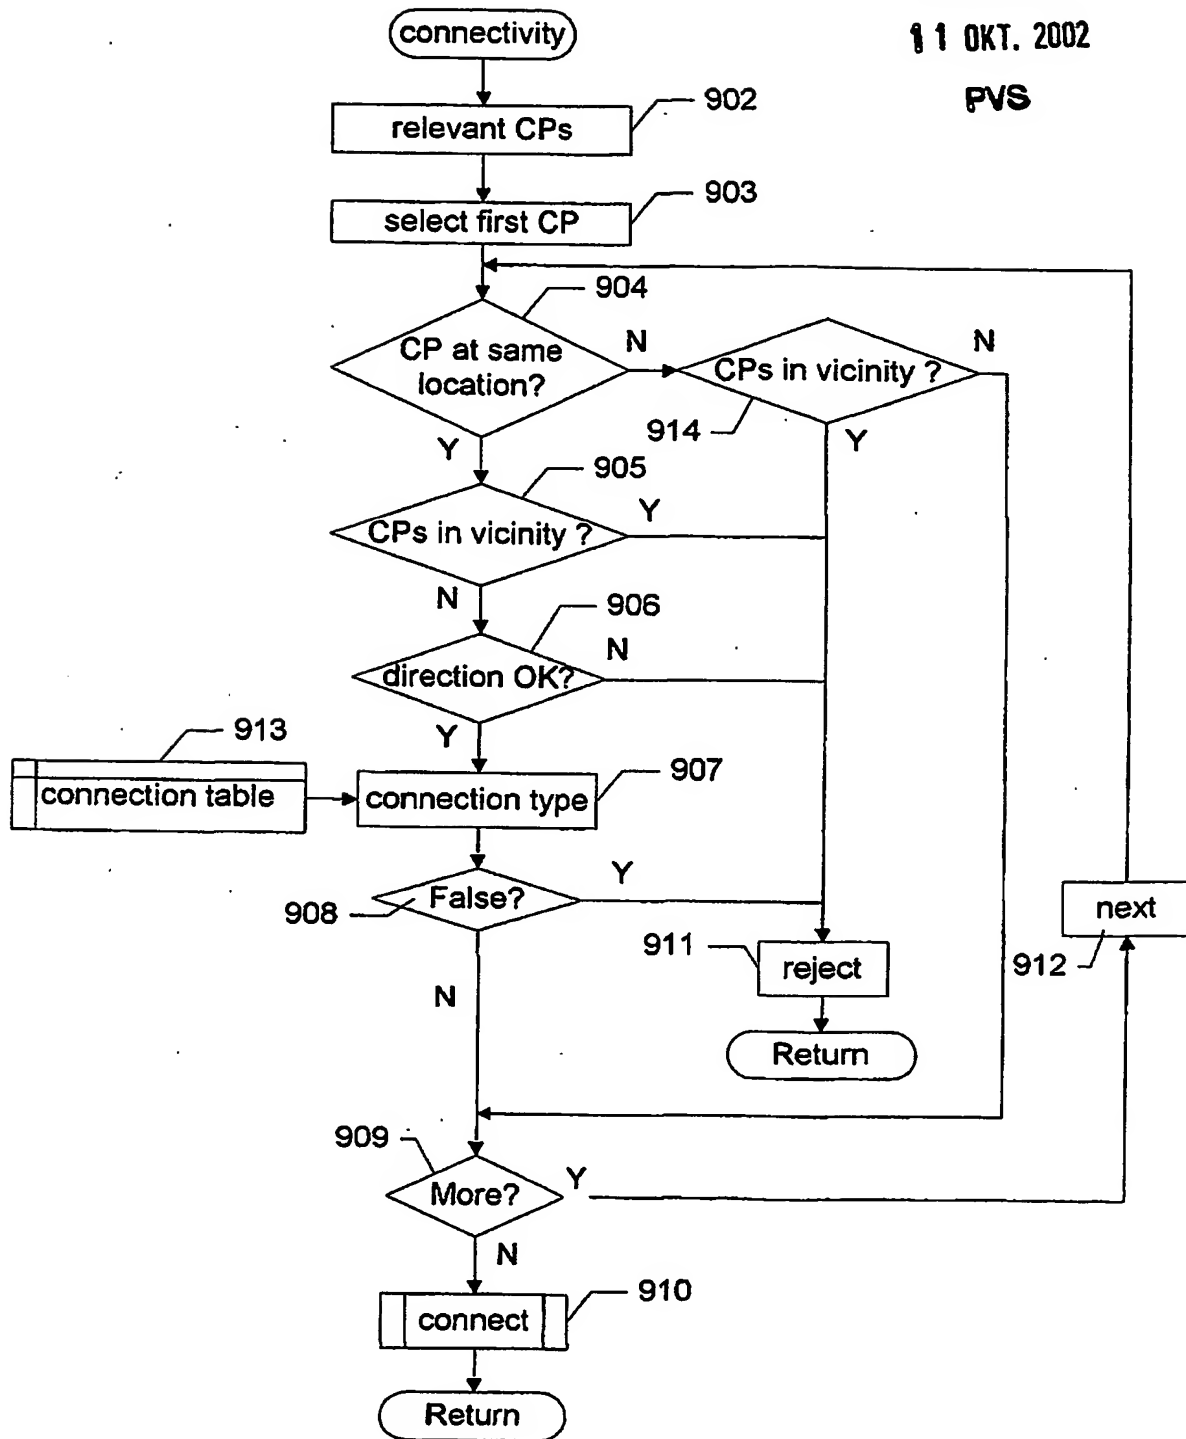 connectivity
11 OKT. 2002
PVS
902
relevant CPs
903
select first CP
904
CP at same
location?
N
CPs in vicinity ?
N
914
Y
Y
905
CPs in vicinity ?
Y
N
906
direction OK?
N
Y
913
connection table
907
connection type
908
False?
Y
N
911
reject
Return
next
912
909
More?
Y
N
910
connect
Return